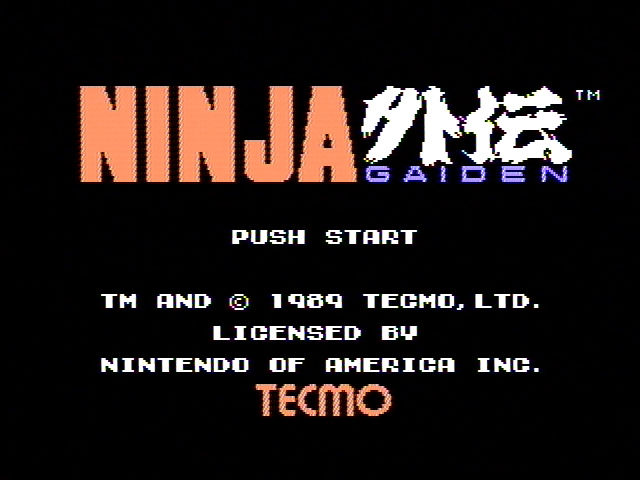 NINJA外伝™
GAIDEN
PUSH START
TM AND © 1989 TECMO,LTD.
LICENSED BY
NINTENDO OF AMERICA INC.
TECMO